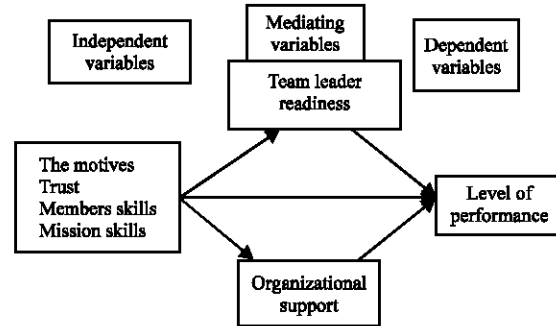 Independent
variables
Mediating
variables
Dependent
variables
Team leader
readiness
The motives
Trust
Members skills
Mission skills
Level of
performance
Organizational
support